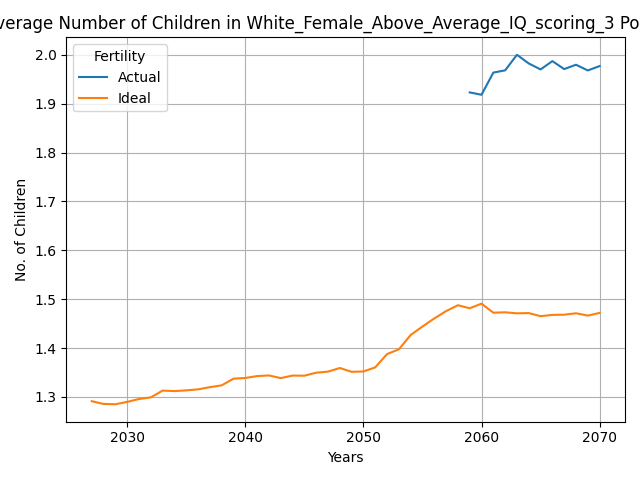 verage Number of Children in White_Female_Above_Average_IQ_scoring_3 Po
Fertility
Actual
Ideal
No. of Children
2.0
1.9
1.8
1.7
1.6
1.5
1.4
1.3
2030 2040 2050 2060 2070
Years